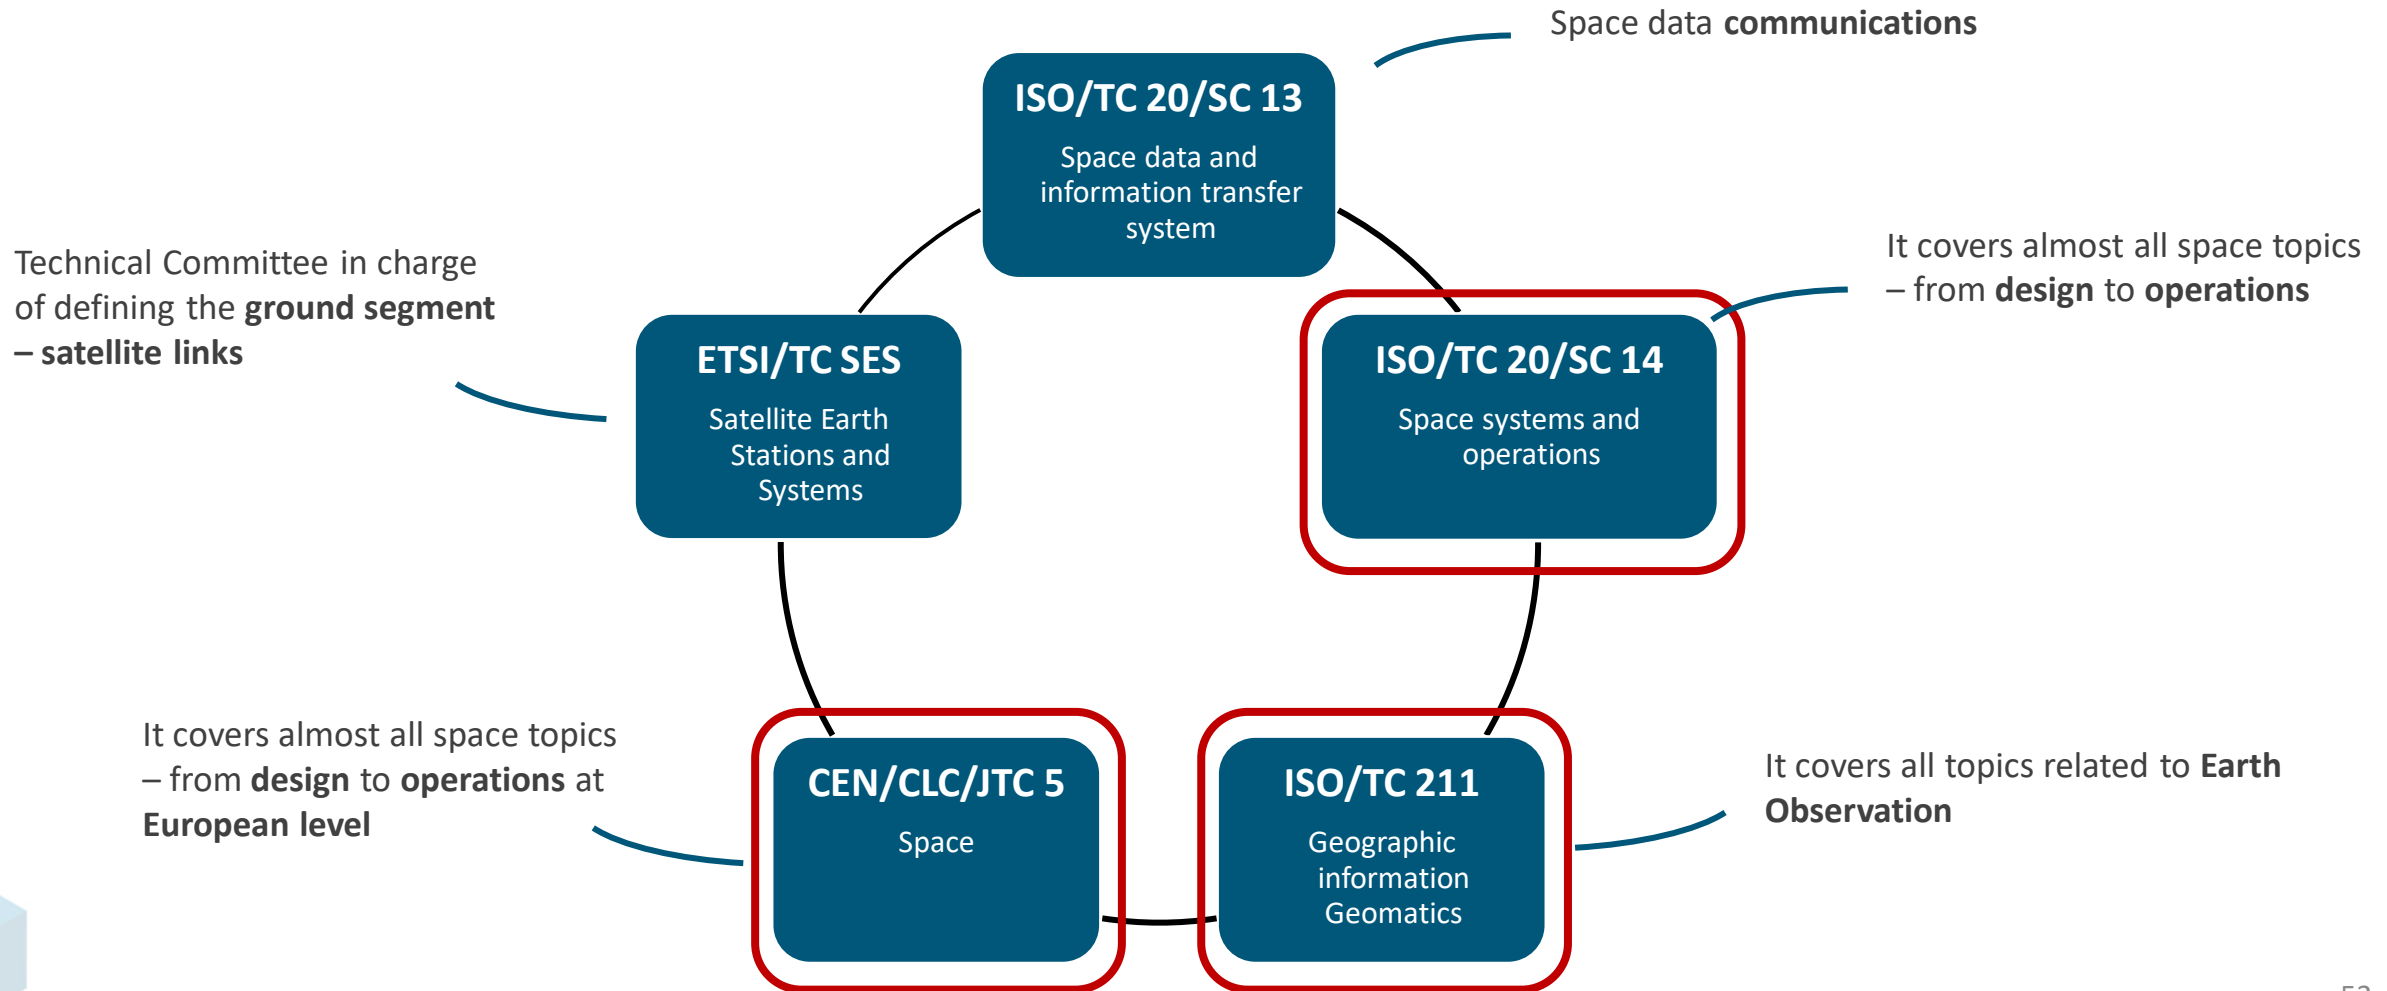 Space data communications
ISO/TC 20/SC 13
Space data and
information transfer
system
Technical Committee in charge
of defining the ground segment
– satellite links
It covers almost all space topics
– from design to operations
ETSI/TC SES
Satellite Earth
Stations and
Systems
ISO/TC 20/SC 14
Space systems and
operations
It covers almost all space topics
– from design to operations at
European level
CEN/CLC/JTC 5
Space
ISO/TC 211
Geographic
information
Geomatics
It covers all topics related to Earth
Observation